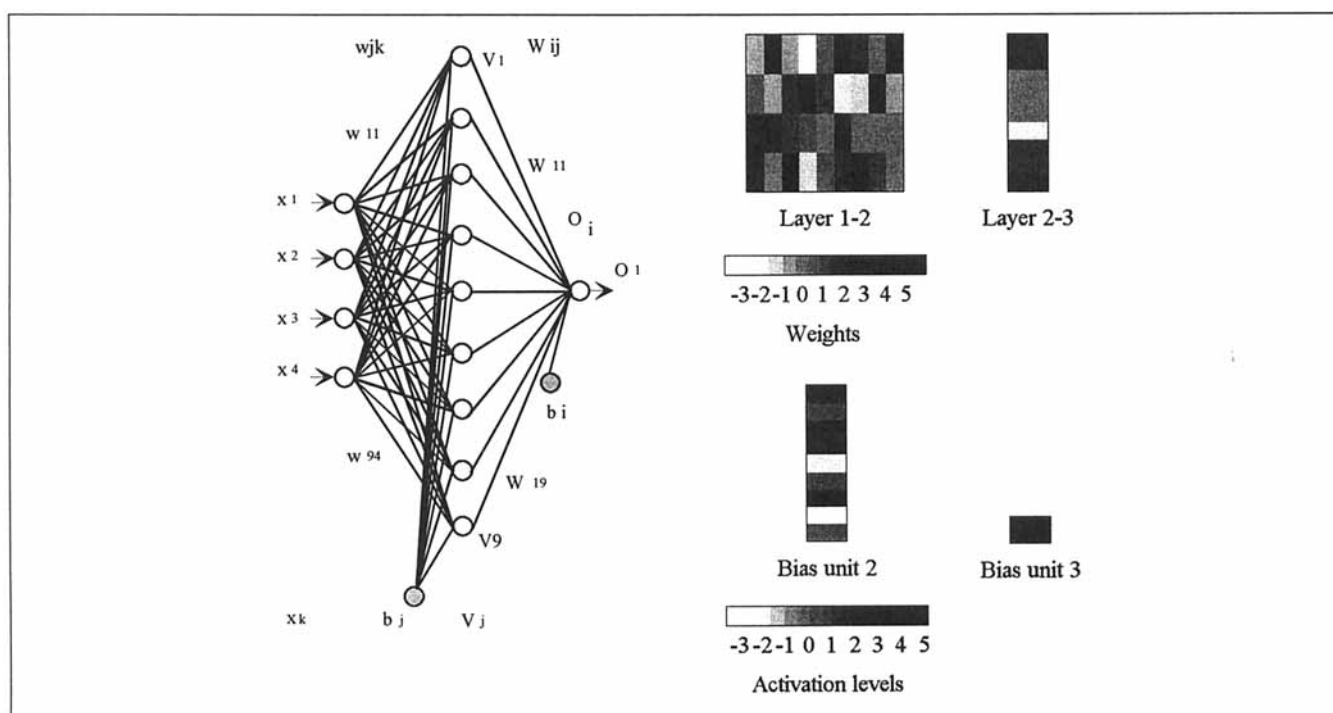 wjk
W ij
V 1
w 11
W 11
x 1
O i
x 2
O 1
x 3
x 4
b i
w 94
W 19
V9
x k
b j
V j
Layer 1-2
Layer 2-3
-3 -2 -1 0 1 2 3 4 5
Weights
Bias unit 2
Bias unit 3
-3 -2 -1 0 1 2 3 4 5
Activation levels